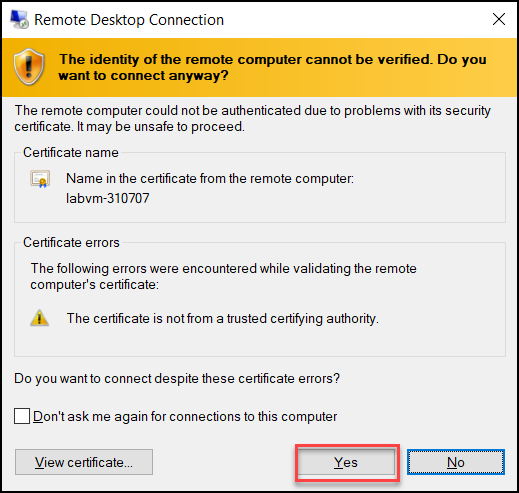 Remote Desktop Connection
The identity of the remote computer cannot be verified. Do you
want to connect anyway?
The remote computer could not be authenticated due to problems with its security
certificate. It may be unsafe to proceed.
Certificate name
Name in the certificate from the remote computer:
labvm-310707
Certificate errors
The following errors were encountered while validating the remote
computer's certificate:
The certificate is not from a trusted certifying authority.
Do you want to connect despite these certificate errors?
Don't ask me again for connections to this computer
View certificate... Yes No